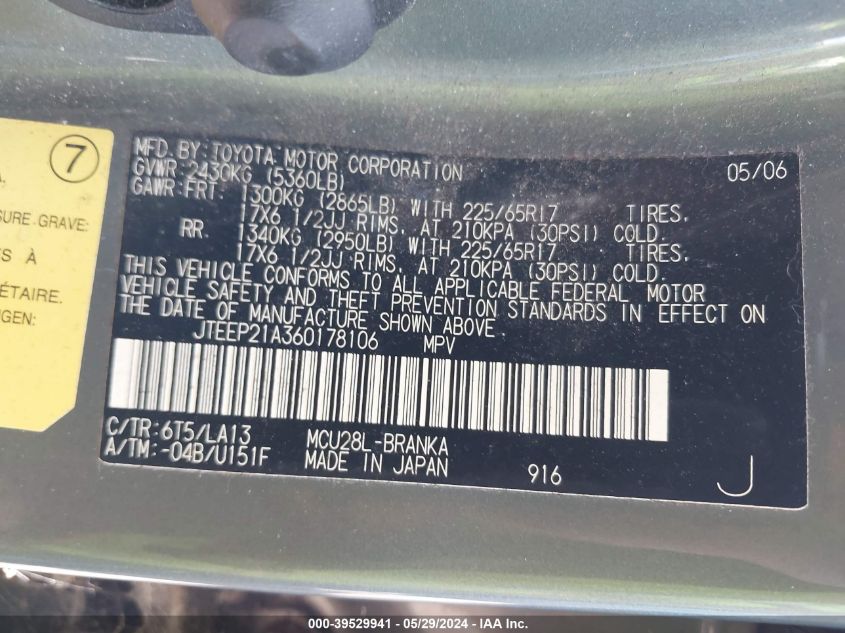 7
SURE GRAVE:
S À
ÉTAIRE.
NGEN:
MFD. BY: TOYOTA MOTOR CORPORATION 05/06
GVWR: 2430KG (5360LB)
GAWR: FRT. 1300KG (2865LB) WITH 225/65R17 TIRES.
17X6 1/2JJ RIMS, AT 210KPA (30PSI) COLD.
RR. 1340KG (2950LB) WITH 225/65R17 TIRES.
17X6 1/2JJ RIMS, AT 210KPA (30PSI) COLD.
THIS VEHICLE CONFORMS TO ALL APPLICABLE FEDERAL MOTOR
VEHICLE SAFETY AND THEFT PREVENTION STANDARDS IN EFFECT ON
THE DATE OF MANUFACTURE SHOWN ABOVE.
JTEEP21A360178106 MPV
C/TR: 6T5/LA13 MCU28L-BRANKA
A/TM: -04B/U151F MADE IN JAPAN 916 J
000-39529941 - 05/29/2024 - IAA Inc.